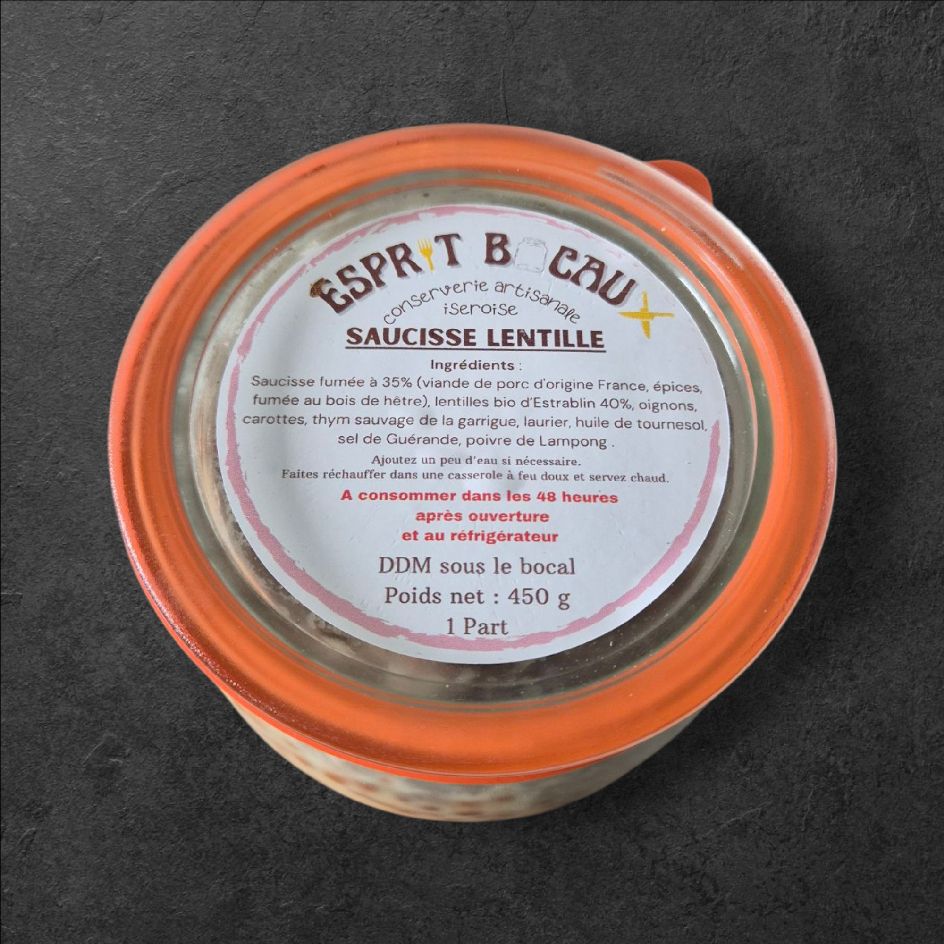 ESPRIT BOCAUX
conserverie artisanale
iseroise
SAUCISSE LENTILLE
Ingrédients :
Saucisse fumée à 35% (viande de porc d'origine France, épices,
fumée au bois de hêtre), lentilles bio d'Estrablin 40%, oignons,
carottes, thym sauvage de la garrigue, laurier, huile de tournesol,
sel de Guérande, poivre de Lampong .
Ajoutez un peu d'eau si nécessaire.
Faites réchauffer dans une casserole à feu doux et servez chaud.
A consommer dans les 48 heures
après ouverture
et au réfrigérateur
DDM sous le bocal
Poids net : 450 g
1 Part